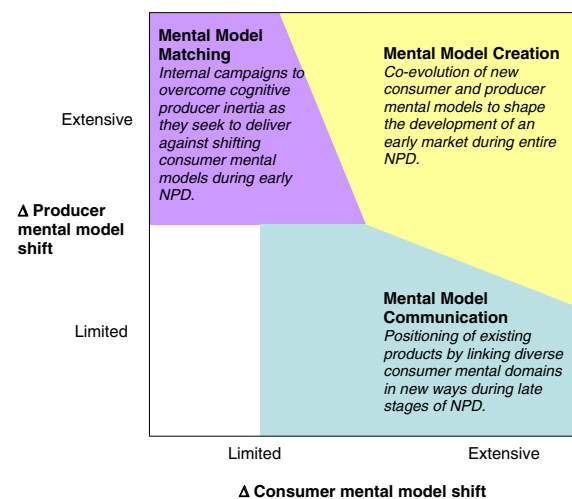 Mental Model
Matching
Internal campaigns to
overcome cognitive
producer inertia as
they seek to deliver
against shifting
consumer mental
models during early
NPD.
Mental Model Creation
Co-evolution of new
consumer and producer
mental models to shape
the development of an
early market during entire
NPD.
Extensive
Δ Producer
mental model
shift
Limited
Mental Model
Communication
Positioning of existing
products by linking diverse
consumer mental domains
in new ways during late
stages of NPD.
Limited
Extensive
Δ Consumer mental model shift